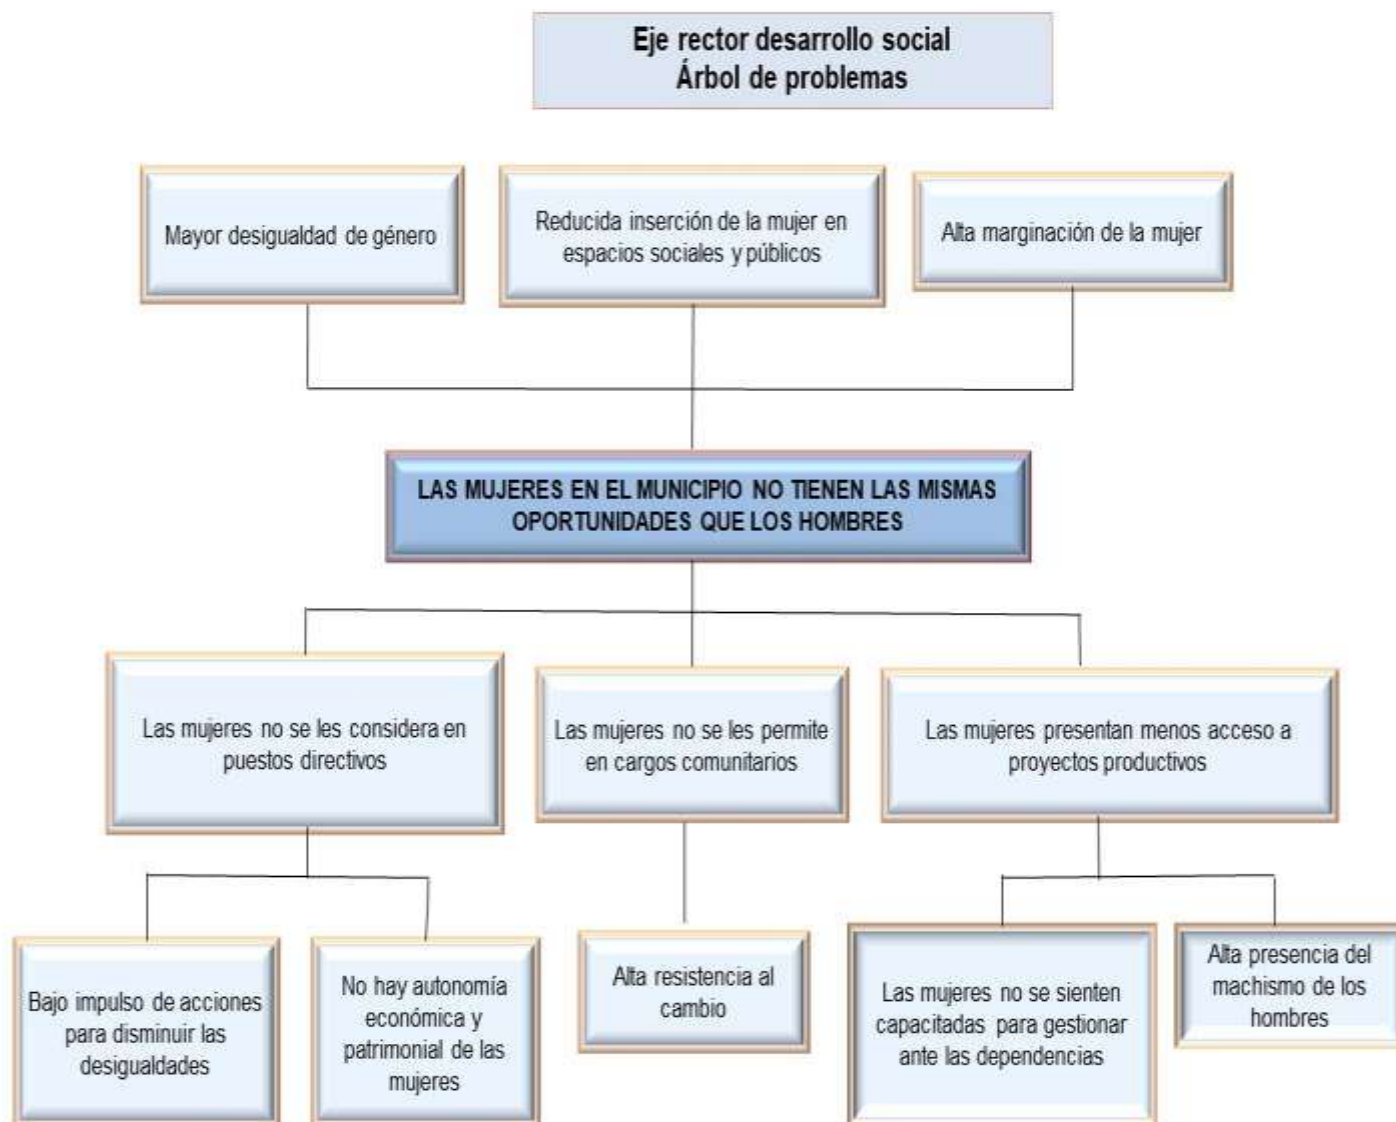 Eje rector desarrollo social
Árbol de problemas
Mayor desigualdad de género
Reducida inserción de la mujer en
espacios sociales y públicos
Alta marginación de la mujer
LAS MUJERES EN EL MUNICIPIO NO TIENEN LAS MISMAS
OPORTUNIDADES QUE LOS HOMBRES
Las mujeres no se les considera en
puestos directivos
Las mujeres no se les permite
en cargos comunitarios
Las mujeres presentan menos acceso a
proyectos productivos
Bajo impulso de acciones
para disminuir las
desigualdades
No hay autonomía
económica y
patrimonial de las
mujeres
Alta resistencia al
cambio
Las mujeres no se sienten
capacitadas para gestionar
ante las dependencias
Alta presencia del
machismo de los
hombres